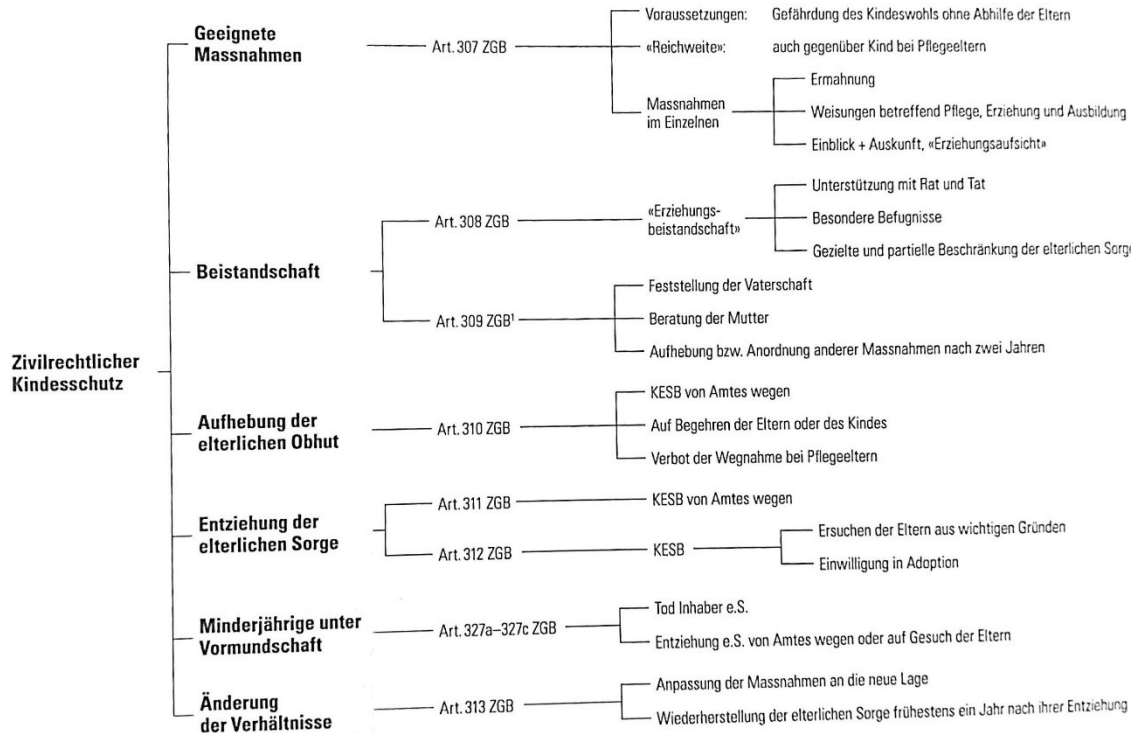 Zivilrechtlicher
Kindesschutz
Geeignete
Massnahmen
Art. 307 ZGB
Voraussetzungen: Gefährdung des Kindeswohls ohne Abhilfe der Eltern
«Reichweite»: auch gegenüber Kind bei Pflegeeltern
Massnahmen
im Einzelnen
Ermahnung
Weisungen betreffend Pflege, Erziehung und Ausbildung
Einblick + Auskunft, «Erziehungsaufsicht»
Beistandschaft
Art. 308 ZGB
«Erziehungs-
beistandschaft»
Unterstützung mit Rat und Tat
Besondere Befugnisse
Gezielte und partielle Beschränkung der elterlichen Sorge
Art. 309 ZGB¹
Feststellung der Vaterschaft
Beratung der Mutter
Aufhebung bzw. Anordnung anderer Massnahmen nach zwei Jahren
Aufhebung der
elterlichen Obhut
Art. 310 ZGB
KESB von Amtes wegen
Auf Begehren der Eltern oder des Kindes
Verbot der Wegnahme bei Pflegeeltern
Entziehung der
elterlichen Sorge
Art. 311 ZGB
KESB von Amtes wegen
Art. 312 ZGB
KESB
Ersuchen der Eltern aus wichtigen Gründen
Einwilligung in Adoption
Minderjährige unter
Vormundschaft
Art. 327a–327c ZGB
Tod Inhaber e.S.
Entziehung e.S. von Amtes wegen oder auf Gesuch der Eltern
Änderung
der Verhältnisse
Art. 313 ZGB
Anpassung der Massnahmen an die neue Lage
Wiederherstellung der elterlichen Sorge frühestens ein Jahr nach ihrer Entziehung